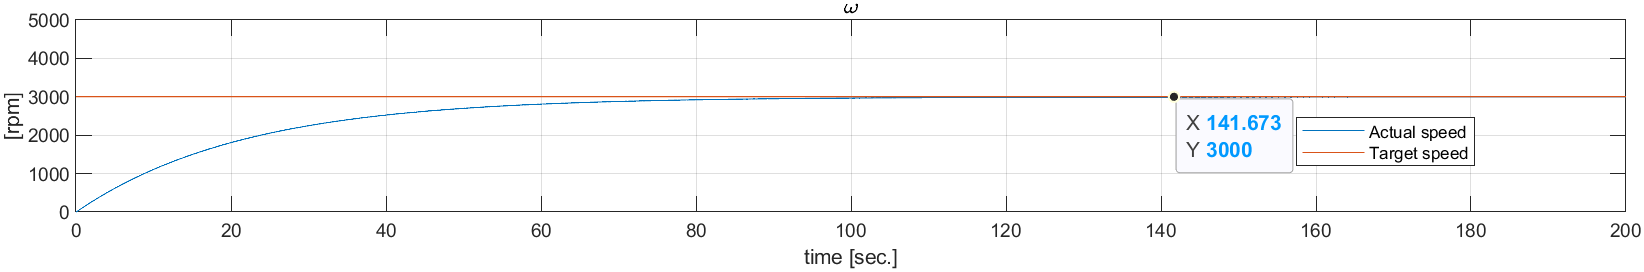 ω
5000
4000
3000
2000
1000
0
[rpm]
X 141.673
Y 3000
Actual speed
Target speed
0 20 40 60 80 100 120 140 160 180 200
time [sec.]